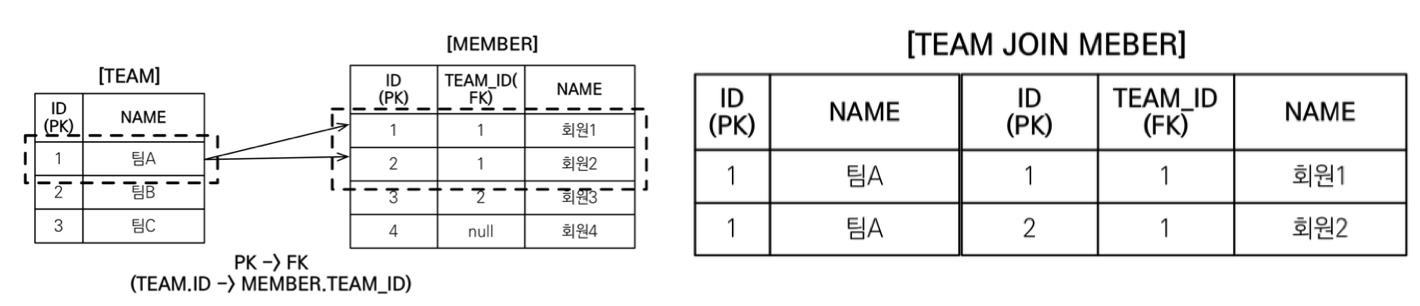 [TEAM]
ID
(PK)
NAME
1 팀A
2 팀B
3 팀C
[MEMBER]
ID
(PK)
TEAM_ID(
FK)
NAME
1 1 회원1
2 1 회원2
3 2 회원3
4 null 회원4
PK -> FK
(TEAM.ID -> MEMBER.TEAM_ID)
[TEAM JOIN MEBER]
ID
(PK)
NAME
ID
(PK)
TEAM_ID
(FK)
NAME
1 팀A 1 1 회원1
1 팀A 2 1 회원2